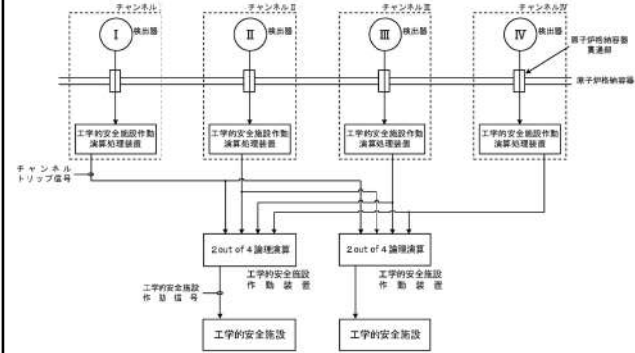 チャンネルⅠ
チャンネルⅡ
チャンネルⅢ
チャンネルⅣ
Ⅰ
検出器
Ⅱ
検出器
Ⅲ
検出器
Ⅳ
検出器
原子炉格納容器
貫通部
原子炉格納容器
工学的安全施設作動
演算処理装置
工学的安全施設作動
演算処理装置
工学的安全施設作動
演算処理装置
工学的安全施設作動
演算処理装置
チャンネル
トリップ信号
2 out of 4 論理演算
2 out of 4 論理演算
工学的安全施設
作動装置
工学的安全施設
作動装置
工学的安全施設
作動信号
工学的安全施設
工学的安全施設